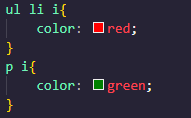 ul li i{
    color: red;
}
p i{
    color: green;
}